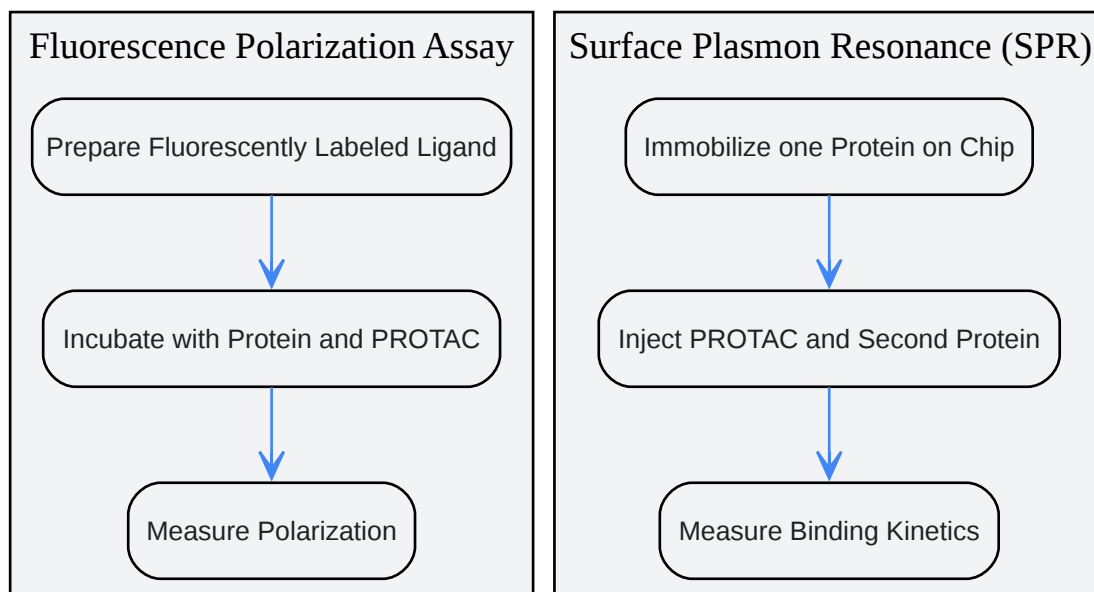 Fluorescence Polarization Assay
Prepare Fluorescently Labeled Ligand
Incubate with Protein and PROTAC
Measure Polarization
Surface Plasmon Resonance (SPR)
Immobilize one Protein on Chip
Inject PROTAC and Second Protein
Measure Binding Kinetics